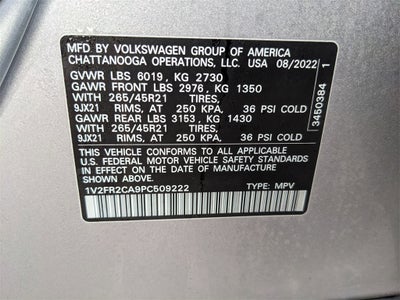 MFD BY VOLKSWAGEN GROUP OF AMERICA
CHATTANOOGA OPERATIONS, LLC. USA 08/2022
GVWR LBS 6019, KG 2730
GAWR FRONT LBS 2976, KG 1350
WITH 265/45R21 TIRES,
9JX21 RIMS, AT 250 KPA, 36 PSI COLD
GAWR REAR LBS 3153, KG 1430
WITH 265/45R21 TIRES,
9JX21 RIMS, AT 250 KPA, 36 PSI COLD
THIS VEHICLE CONFORMS TO ALL APPLICABLE
U.S. FEDERAL MOTOR VEHICLE SAFETY STANDARDS
IN EFFECT ON THE DATE OF MANUFACTURE
SHOWN ABOVE.
1V2FR2CA9PC509222 TYPE: MPV
3450384 1